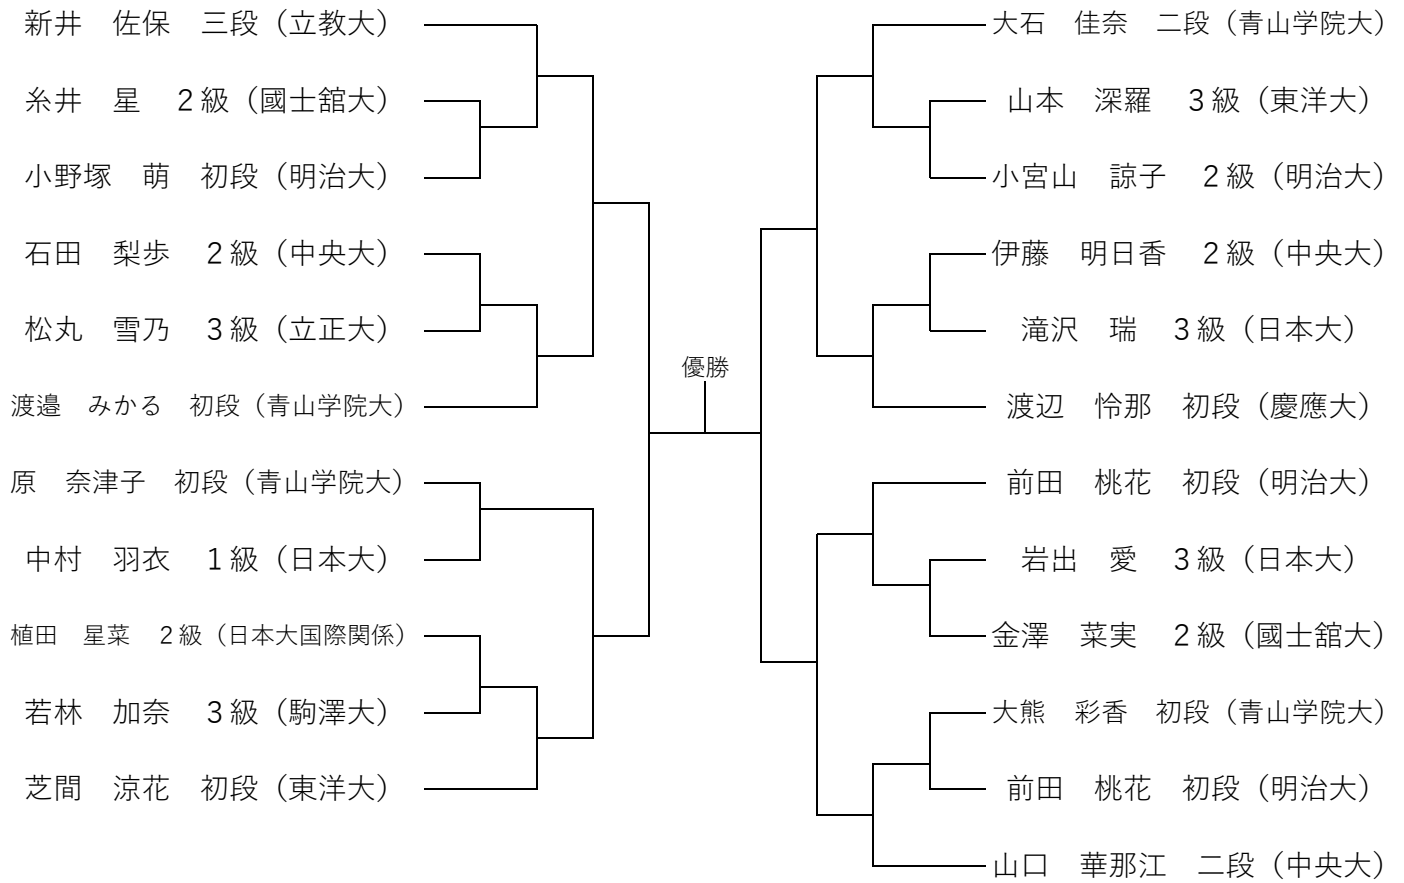 新井　佐保　三段（立教大）
糸井　星　２級（國士舘大）
小野塚　萌　初段（明治大）
石田　梨歩　２級（中央大）
松丸　雪乃　３級（立正大）
渡邉　みかる　初段（青山学院大）
原　奈津子　初段（青山学院大）
中村　羽衣　１級（日本大）
植田　星菜　２級（日本大国際関係）
若林　加奈　３級（駒澤大）
芝間　涼花　初段（東洋大）
優勝
大石　佳奈　二段（青山学院大）
山本　深羅　３級（東洋大）
小宮山　諒子　２級（明治大）
伊藤　明日香　２級（中央大）
滝沢　瑞　３級（日本大）
渡辺　怜那　初段（慶應大）
前田　桃花　初段（明治大）
岩出　愛　３級（日本大）
金澤　菜実　２級（國士舘大）
大熊　彩香　初段（青山学院大）
前田　桃花　初段（明治大）
山口　華那江　二段（中央大）